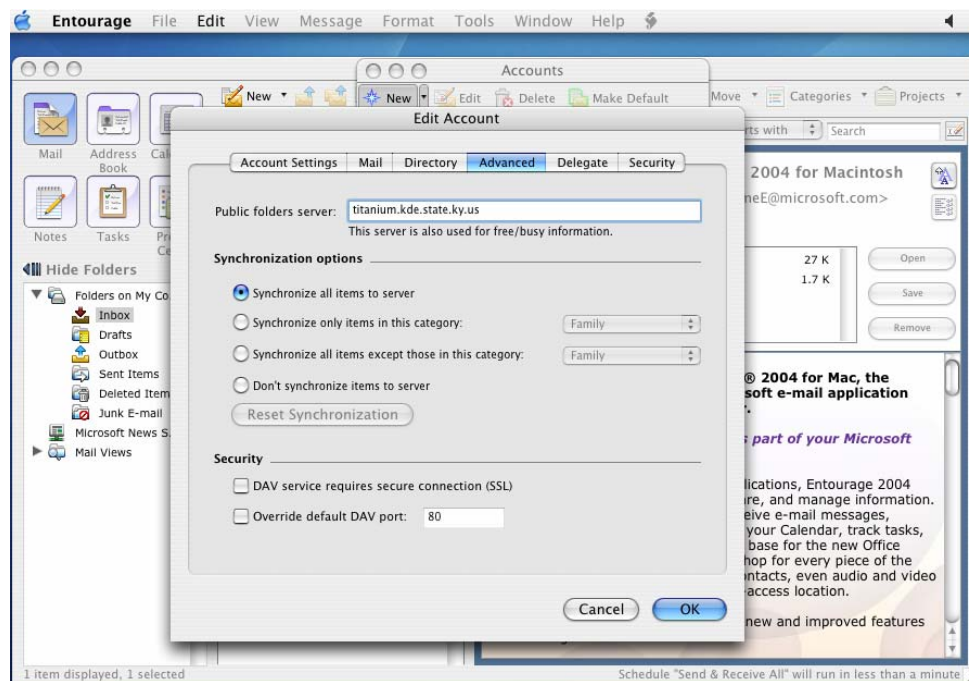 Entourage File Edit View Message Format Tools Window Help
Accounts
New New Edit Delete Make Default Move Categories Projects
Edit Account
rts with Search
Mail Address Book Cal
Account Settings Mail Directory Advanced Delegate Security
2004 for Macintosh
neE@microsoft.com>
Public folders server: titanium.kde.state.ky.us
This server is also used for free/busy information.
Notes Tasks Pr
Ce
Synchronization options
27 K Open
1.7 K
Hide Folders
Synchronize all items to server
Save
Folders on My Co
Inbox
Synchronize only items in this category: Family
Remove
Drafts
Outbox
Synchronize all items except those in this category: Family
Sent Items
Don't synchronize items to server
Deleted Item
Junk E-mail
Reset Synchronization
Microsoft News S
Mail Views
® 2004 for Mac, the
soft e-mail application
r.
s part of your Microsoft
Security
DAV service requires secure connection (SSL)
Override default DAV port: 80
lications, Entourage 2004
re, and manage information.
eive e-mail messages,
your Calendar, track tasks,
base for the new Office
hop for every piece of the
ontacts, even audio and video
-access location.
Cancel OK
new and improved features
1 item displayed, 1 selected
Schedule "Send & Receive All" will run in less than a minute